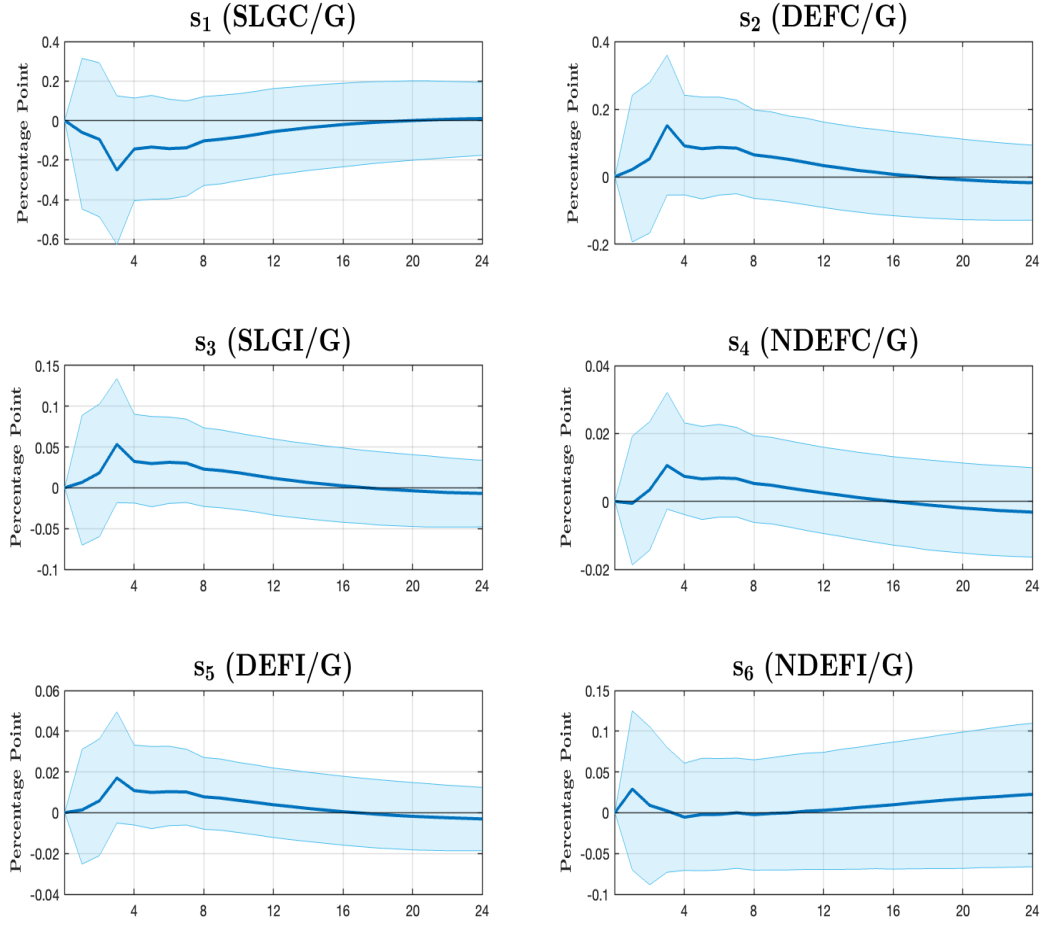 s₁ (SLGC/G)
Percentage Point
0.4
0.2
0
-0.2
-0.4
-0.6
4 8 12 16 20 24
s₂ (DEFC/G)
Percentage Point
0.4
0.2
0
-0.2
4 8 12 16 20 24
s₃ (SLGI/G)
Percentage Point
0.15
0.1
0.05
0
-0.05
-0.1
4 8 12 16 20 24
s₄ (NDEFC/G)
Percentage Point
0.04
0.02
0
-0.02
4 8 12 16 20 24
s₅ (DEFI/G)
Percentage Point
0.06
0.04
0.02
0
-0.02
-0.04
4 8 12 16 20 24
s₆ (NDEFI/G)
Percentage Point
0.15
0.1
0.05
0
-0.05
-0.1
4 8 12 16 20 24